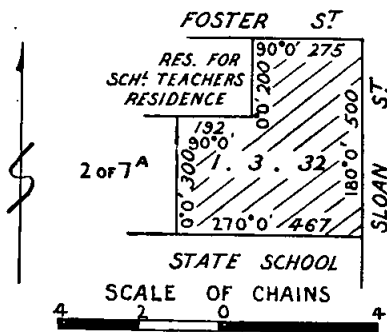 FOSTER ST
RES. FOR
SCHL TEACHERS
RESIDENCE
90°0' 275
0°0' 200
192
90°0'
2 OF 7A
0°0' 300
1. 3. 32
180°0' 500
SLOAN ST
270°0' 467
STATE SCHOOL
SCALE OF CHAINS
4 2 0 4